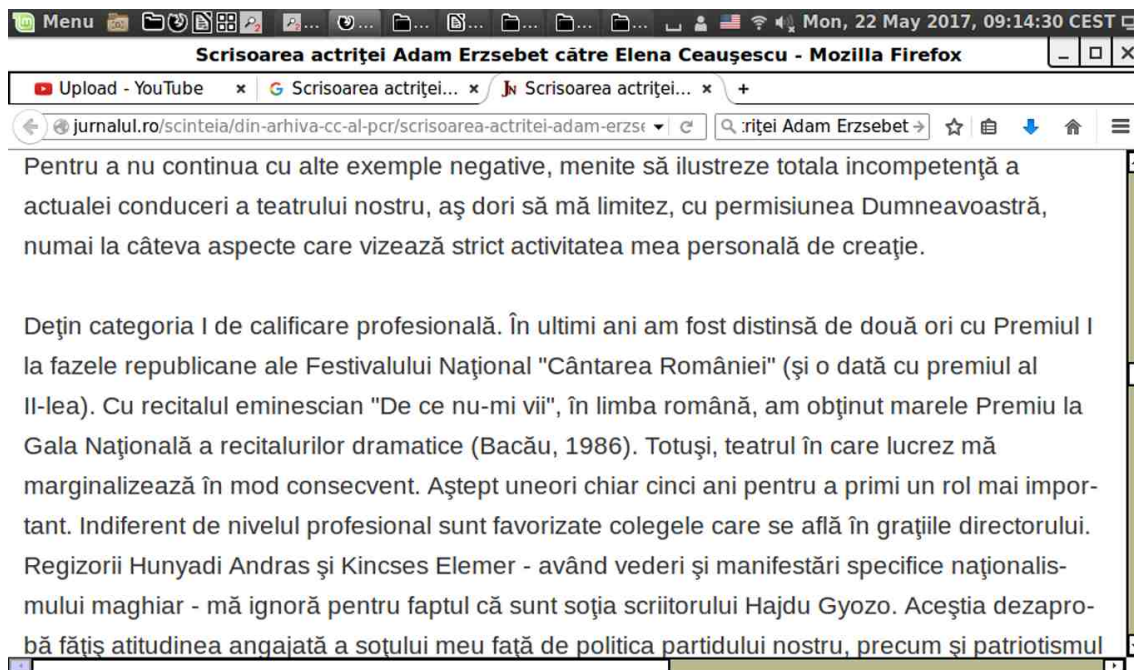 Menu ... ... ... ... ... ... ... Mon, 22 May 2017, 09:14:30 CEST
Scrisoarea actriţei Adam Erzsebet către Elena Ceauşescu - Mozilla Firefox
Upload - YouTube × G Scrisoarea actriţei... × JN Scrisoarea actriţei... × +
jurnalul.ro/scinteia/din-arhiva-cc-al-pcr/scrisoarea-actritei-adam-erzse :riţei Adam Erzsebet
Pentru a nu continua cu alte exemple negative, menite să ilustreze totala incompetenţă a
actualei conduceri a teatrului nostru, aş dori să mă limitez, cu permisiunea Dumneavoastră,
numai la câteva aspecte care vizează strict activitatea mea personală de creaţie.
Deţin categoria I de calificare profesională. În ultimi ani am fost distinsă de două ori cu Premiul I
la fazele republicane ale Festivalului Naţional "Cântarea României" (şi o dată cu premiul al
II-lea). Cu recitalul eminescian "De ce nu-mi vii", în limba română, am obţinut marele Premiu la
Gala Naţională a recitalurilor dramatice (Bacău, 1986). Totuşi, teatrul în care lucrez mă
marginalizează în mod consecvent. Aştept uneori chiar cinci ani pentru a primi un rol mai impor-
tant. Indiferent de nivelul profesional sunt favorizate colegele care se află în graţiile directorului.
Regizorii Hunyadi Andras şi Kincses Elemer - având vederi şi manifestări specifice naţionalis-
mului maghiar - mă ignoră pentru faptul că sunt soţia scriitorului Hajdu Gyozo. Aceştia dezapro-
bă făţiş atitudinea angajată a soţului meu faţă de politica partidului nostru, precum şi patriotismul